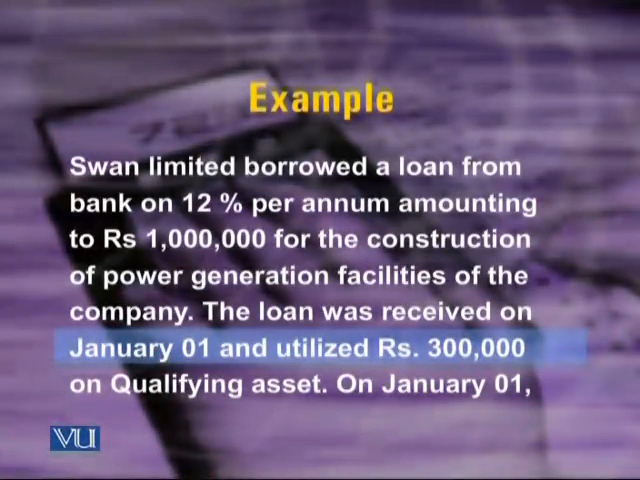 Example
Swan limited borrowed a loan from
bank on 12 % per annum amounting
to Rs 1,000,000 for the construction
of power generation facilities of the
company. The loan was received on
January 01 and utilized Rs. 300,000
on Qualifying asset. On January 01,
VU